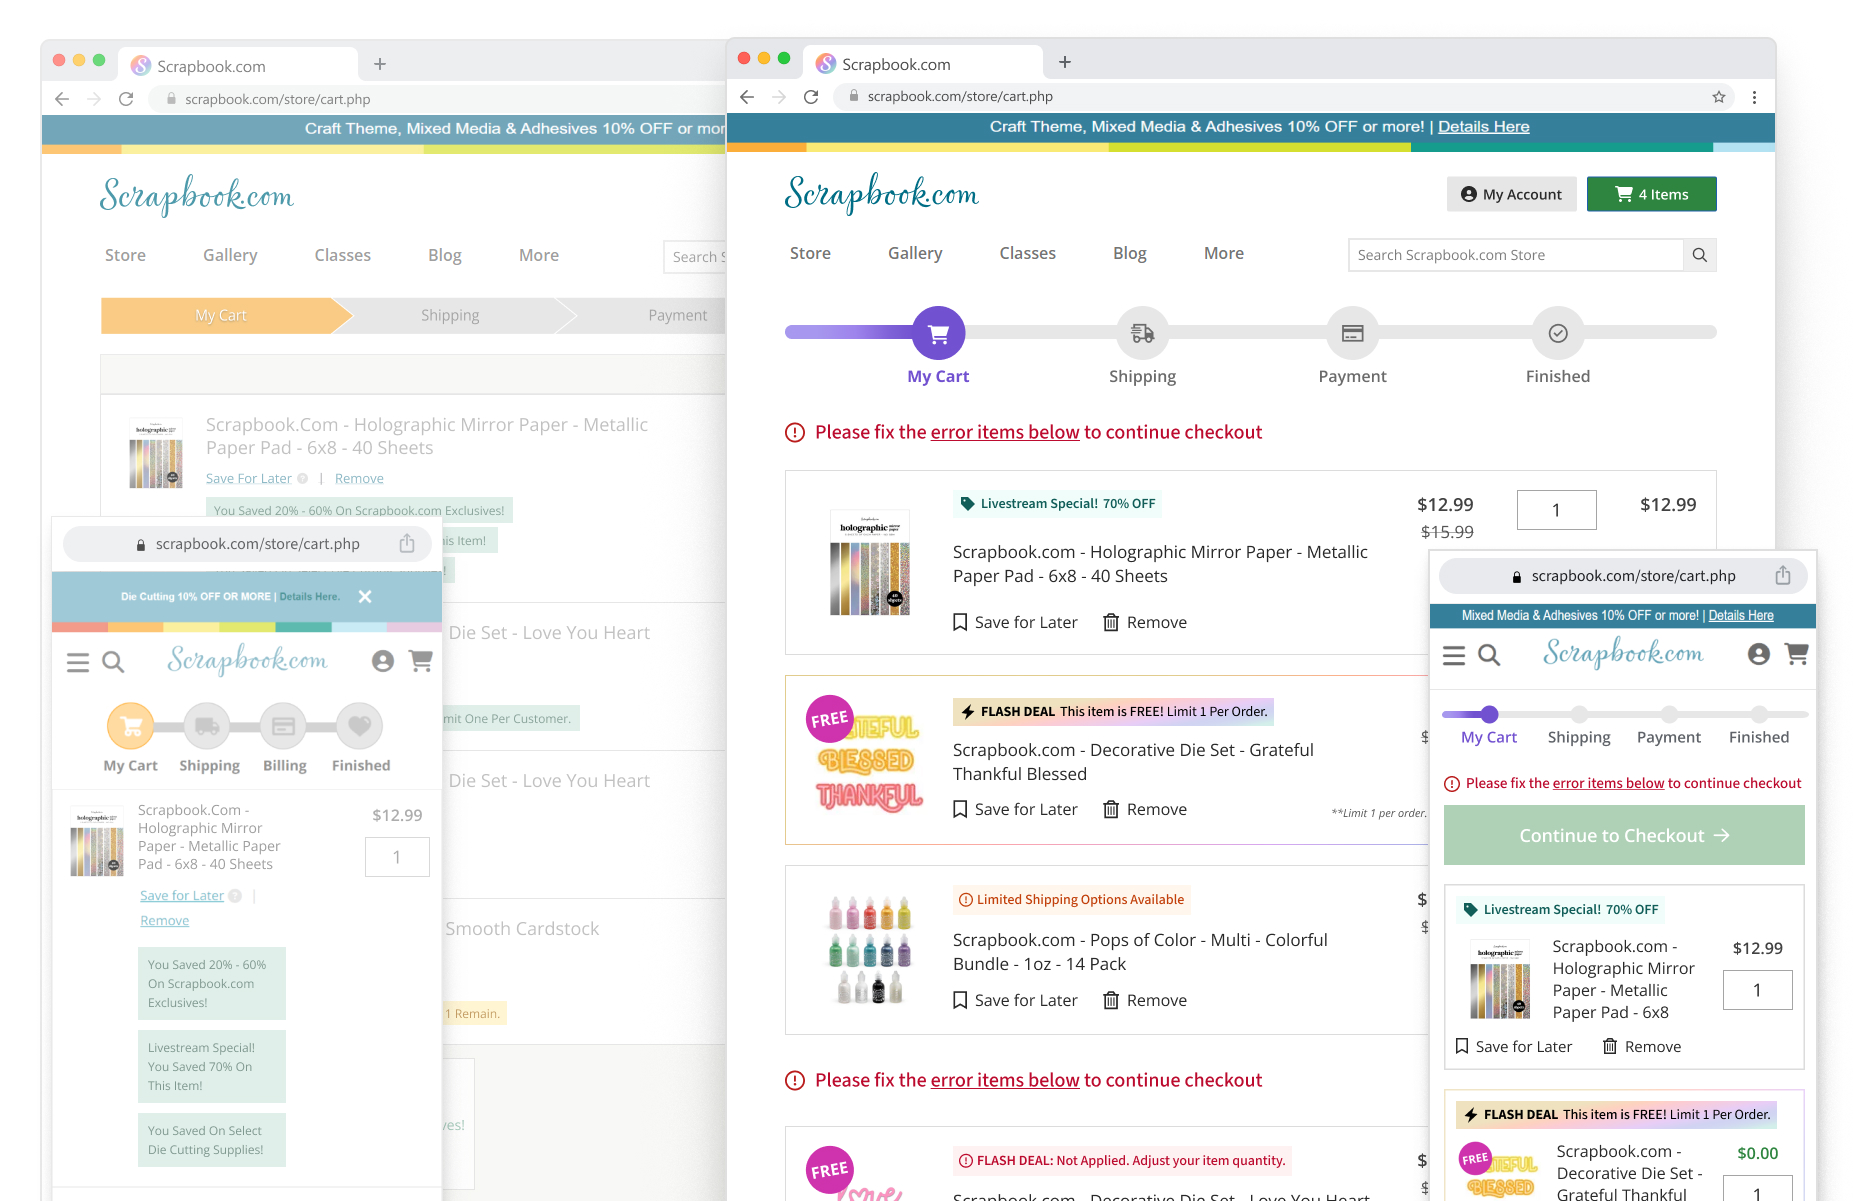 Scrapbook.com
scrapbook.com/store/cart.php
Craft Theme, Mixed Media & Adhesives 10% OFF or mor
Scrapbook.com
Store
Gallery
Classes
Blog
More
Search S
My Cart
Shipping
Payment
Scrapbook.Com - Holographic Mirror Paper - Metallic
Paper Pad - 6x8 - 40 Sheets
Save For Later ? | Remove
You Saved 20% - 60% On Scrapbook.com Exclusives!
his Item!
!
Die Set - Love You Heart
mit One Per Customer.
Die Set - Love You Heart
Smooth Cardstock
1 Remain.
ves!
scrapbook.com/store/cart.php
Die Cutting 10% OFF OR MORE | Details Here.
Scrapbook.com
My Cart
Shipping
Billing
Finished
holographic
Scrapbook.Com -
Holographic Mirror
Paper - Metallic Paper
Pad - 6x8 - 40 Sheets
$12.99
1
Save for Later ? |
Remove
You Saved 20% - 60%
On Scrapbook.com
Exclusives!
Livestream Special!
You Saved 70% On
This Item!
You Saved On Select
Die Cutting Supplies!
Scrapbook.com
scrapbook.com/store/cart.php
Craft Theme, Mixed Media & Adhesives 10% OFF or more! | Details Here
Scrapbook.com
My Account
4 Items
Store
Gallery
Classes
Blog
More
Search Scrapbook.com Store
My Cart
Shipping
Payment
Finished
Please fix the error items below to continue checkout
holographic mirror paper
40 sheets
Livestream Special! 70% OFF
Scrapbook.com - Holographic Mirror Paper - Metallic
Paper Pad - 6x8 - 40 Sheets
Save for Later
Remove
$12.99
$15.99
1
$12.99
FREE
GRATEFUL
BLESSED
THANKFUL
FLASH DEAL This item is FREE! Limit 1 Per Order.
Scrapbook.com - Decorative Die Set - Grateful
Thankful Blessed
Save for Later
Remove
$
**Limit 1 per order.
Limited Shipping Options Available
Scrapbook.com - Pops of Color - Multi - Colorful
Bundle - 1oz - 14 Pack
Save for Later
Remove
$
$
Please fix the error items below to continue checkout
FREE
love
FLASH DEAL: Not Applied. Adjust your item quantity.
Scrapbook.com - Decorative Die Set - Love You Heart
$
$
scrapbook.com/store/cart.php
Mixed Media & Adhesives 10% OFF or more! | Details Here
Scrapbook.com
My Cart
Shipping
Payment
Finished
Please fix the error items below to continue checkout
Continue to Checkout
Livestream Special! 70% OFF
holographic
Scrapbook.com -
Holographic Mirror
Paper - Metallic
Paper Pad - 6x8
$12.99
1
Save for Later
Remove
FLASH DEAL This item is FREE! Limit 1 Per Order.
FREE
BLESSED
Scrapbook.com -
Decorative Die Set -
Grateful Thankful
$0.00
1